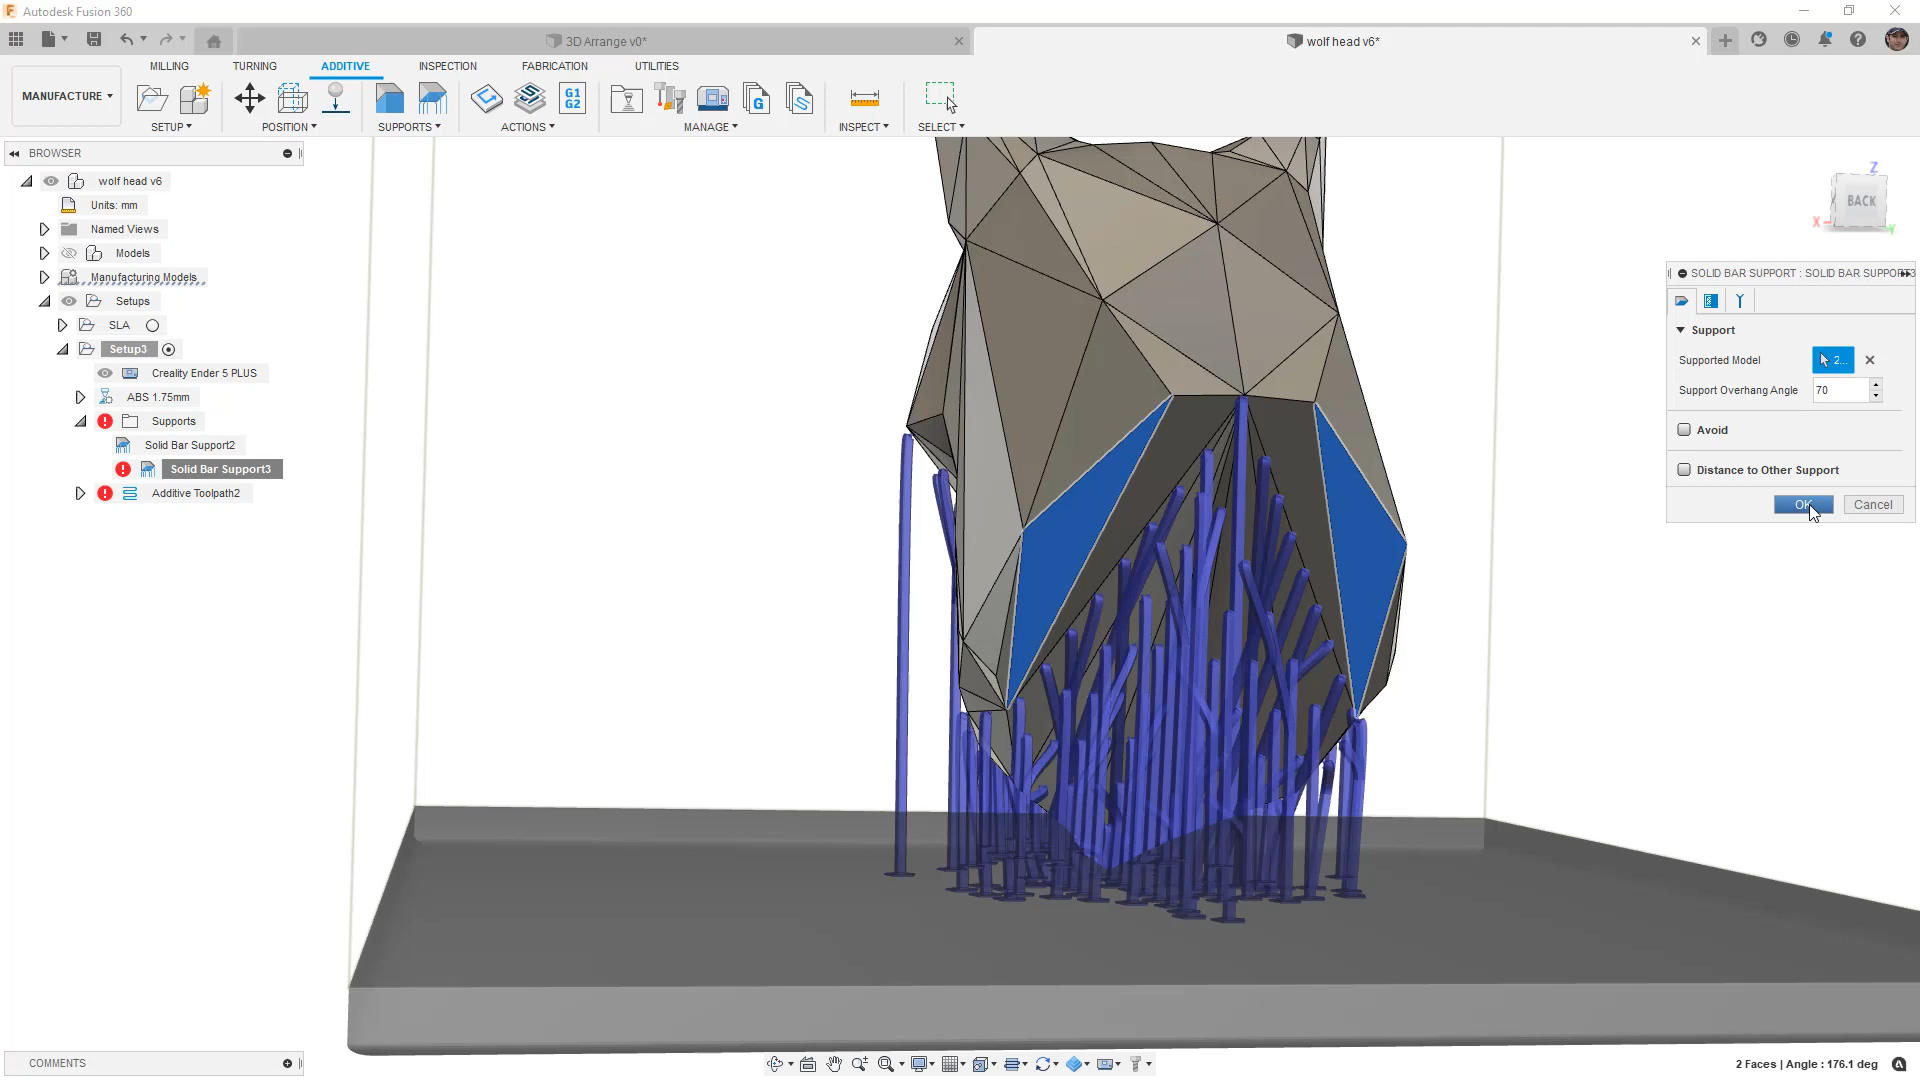 Autodesk Fusion 360
3D Arrange v0*
wolf head v6*
MANUFACTURE
MILLING
TURNING
ADDITIVE
INSPECTION
FABRICATION
UTILITIES
G1
G2
G
SETUP
POSITION
SUPPORTS
ACTIONS
MANAGE
INSPECT
SELECT
BROWSER
wolf head v6
Units: mm
Named Views
Models
Manufacturing Models
Setups
SLA
Setup3
Creality Ender 5 PLUS
ABS 1.75mm
Supports
Solid Bar Support2
Solid Bar Support3
Additive Toolpath2
Z
BACK
X
Y
SOLID BAR SUPPORT : SOLID BAR SUPPORT3
Support
Supported Model
2...
Support Overhang Angle
70
Avoid
Distance to Other Support
OK
Cancel
COMMENTS
2 Faces | Angle : 176.1 deg